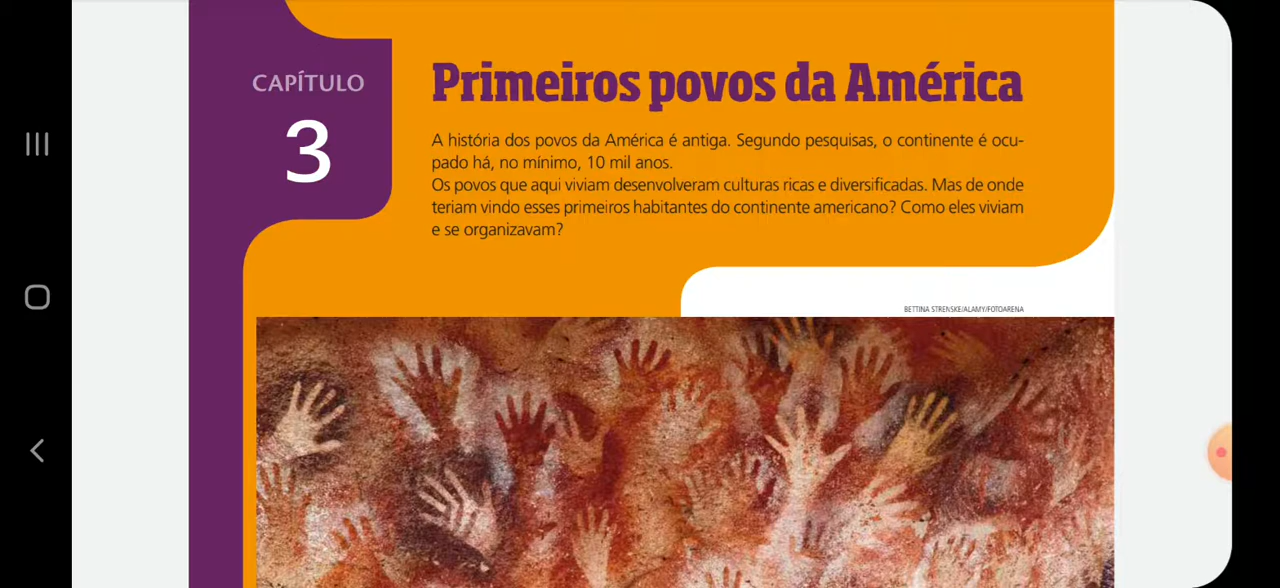 CAPÍTULO
3
Primeiros povos da América
A história dos povos da América é antiga. Segundo pesquisas, o continente é ocu-
pado há, no mínimo, 10 mil anos.
Os povos que aqui viviam desenvolveram culturas ricas e diversificadas. Mas de onde
teriam vindo esses primeiros habitantes do continente americano? Como eles viviam
e se organizavam?
BETTINA STRENSKE/ALAMY/FOTOARENA